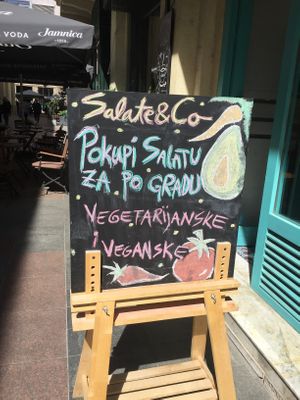 VODA Jamnica
Salate&Co
POKUPI SALATU
ZA PO GRADU
VEGETARIJANSKE
i VEGANSKE